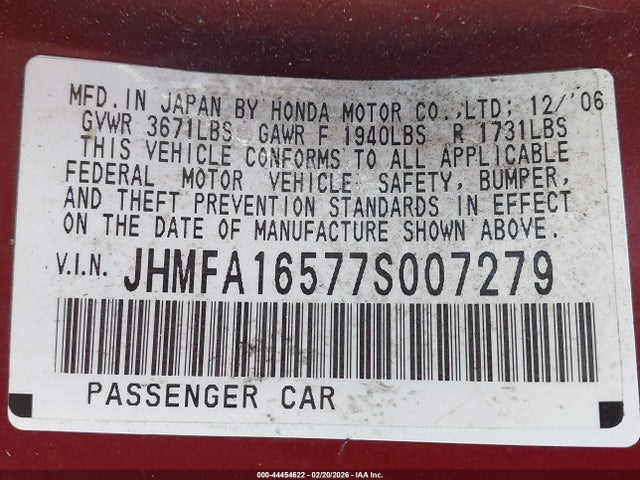 MFD. IN JAPAN BY HONDA MOTOR CO.,LTD; 12/'06
GVWR 3671LBS GAWR F 1940LBS R 1731LBS
THIS VEHICLE CONFORMS TO ALL APPLICABLE
FEDERAL MOTOR VEHICLE SAFETY, BUMPER,
AND THEFT PREVENTION STANDARDS IN EFFECT
ON THE DATE OF MANUFACTURE SHOWN ABOVE.
V.I.N. JHMFA16577S007279
PASSENGER CAR
000-44454622 - 02/20/2026 - IAA Inc.